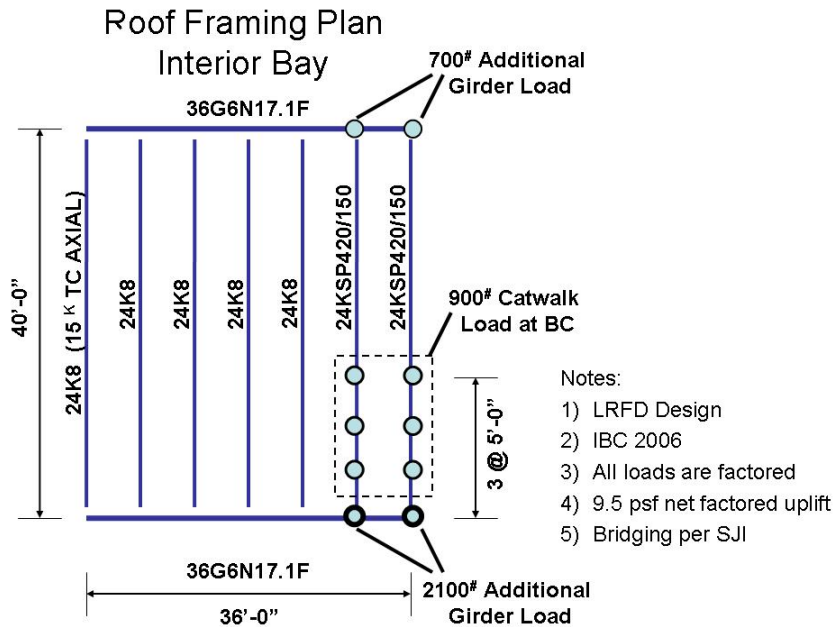 Roof Framing Plan
Interior Bay
700# Additional
Girder Load
36G6N17.1F
40'-0"
24K8 (15 K TC AXIAL)
24K8
24K8
24K8
24K8
24KSP420/150
24KSP420/150
900# Catwalk
Load at BC
3 @ 5'-0"
Notes:
1) LRFD Design
2) IBC 2006
3) All loads are factored
4) 9.5 psf net factored uplift
5) Bridging per SJI
36G6N17.1F
36'-0"
2100# Additional
Girder Load